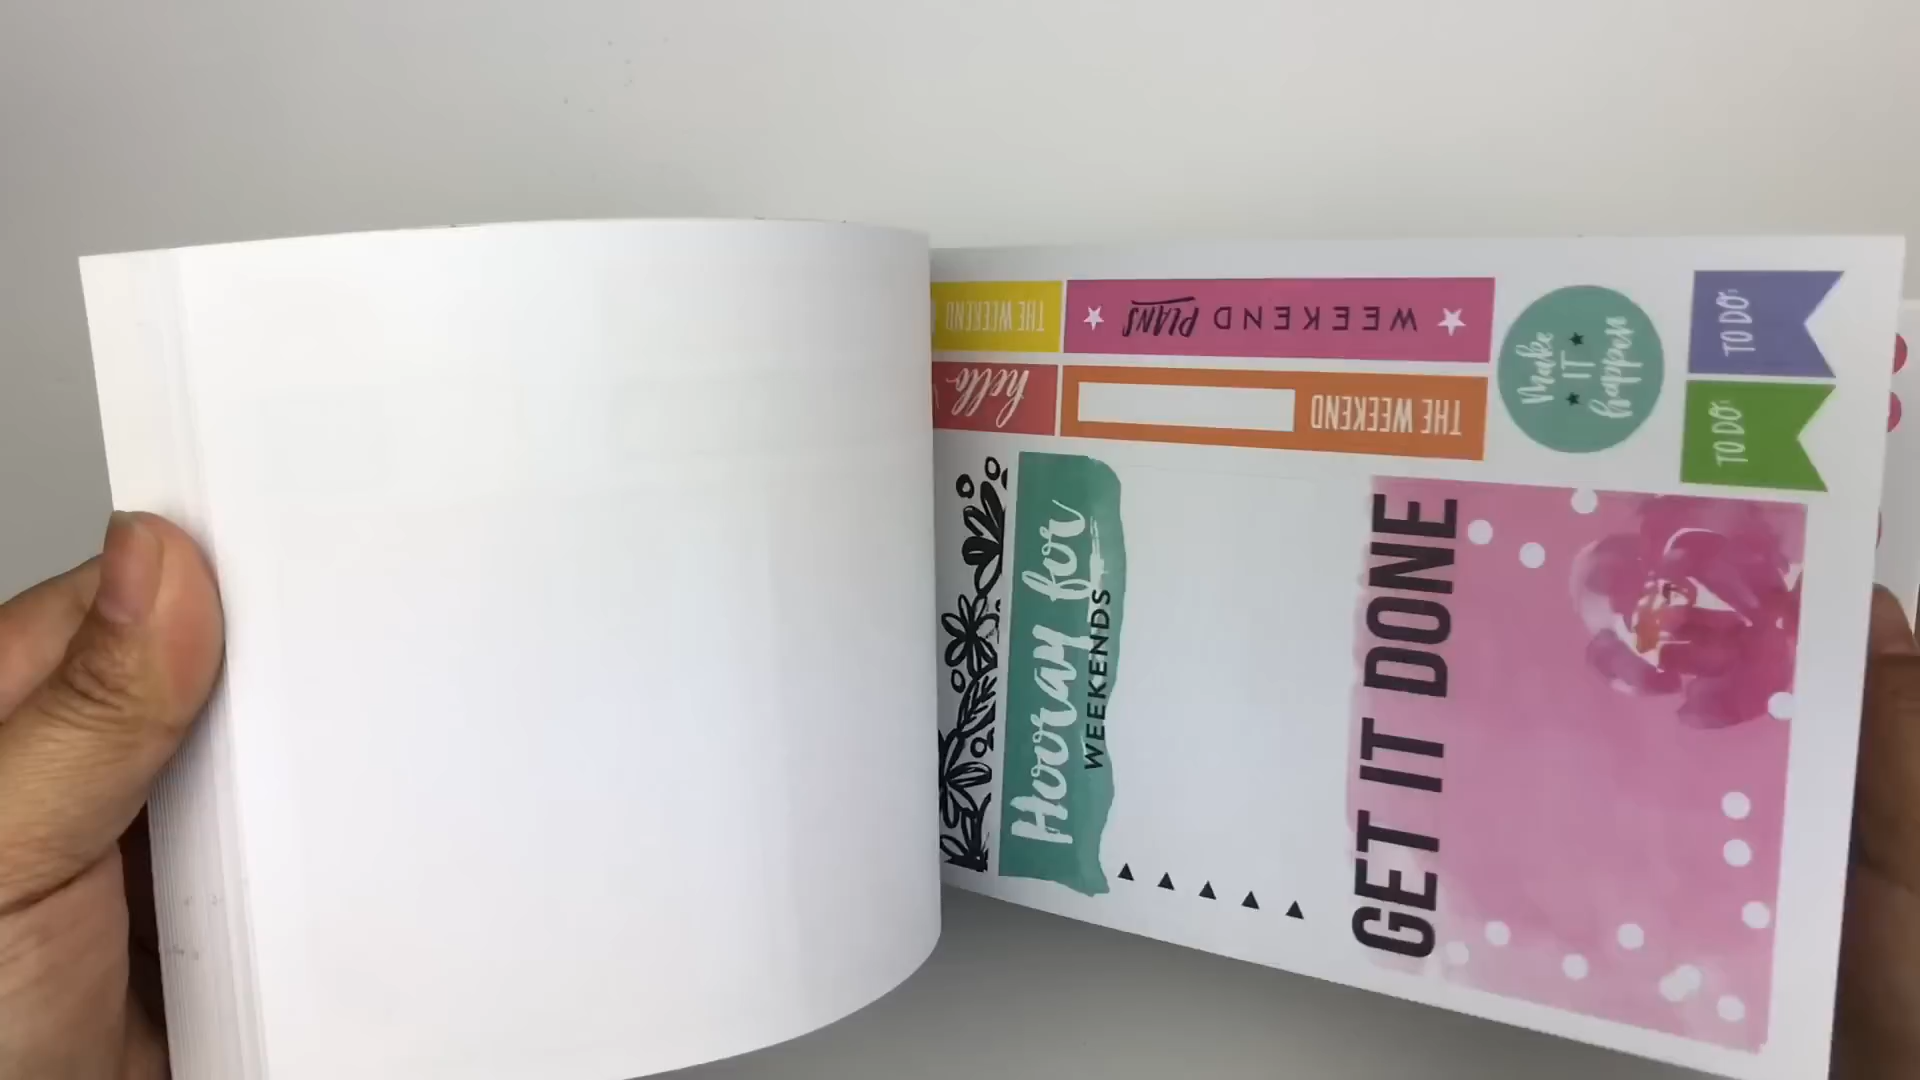 THE WEEKEND
WEEKEND PLANS
hello
THE WEEKEND
Make
IT
happen
TO DO:
TO DO:
Hooray for
WEEKENDS
GET IT DONE